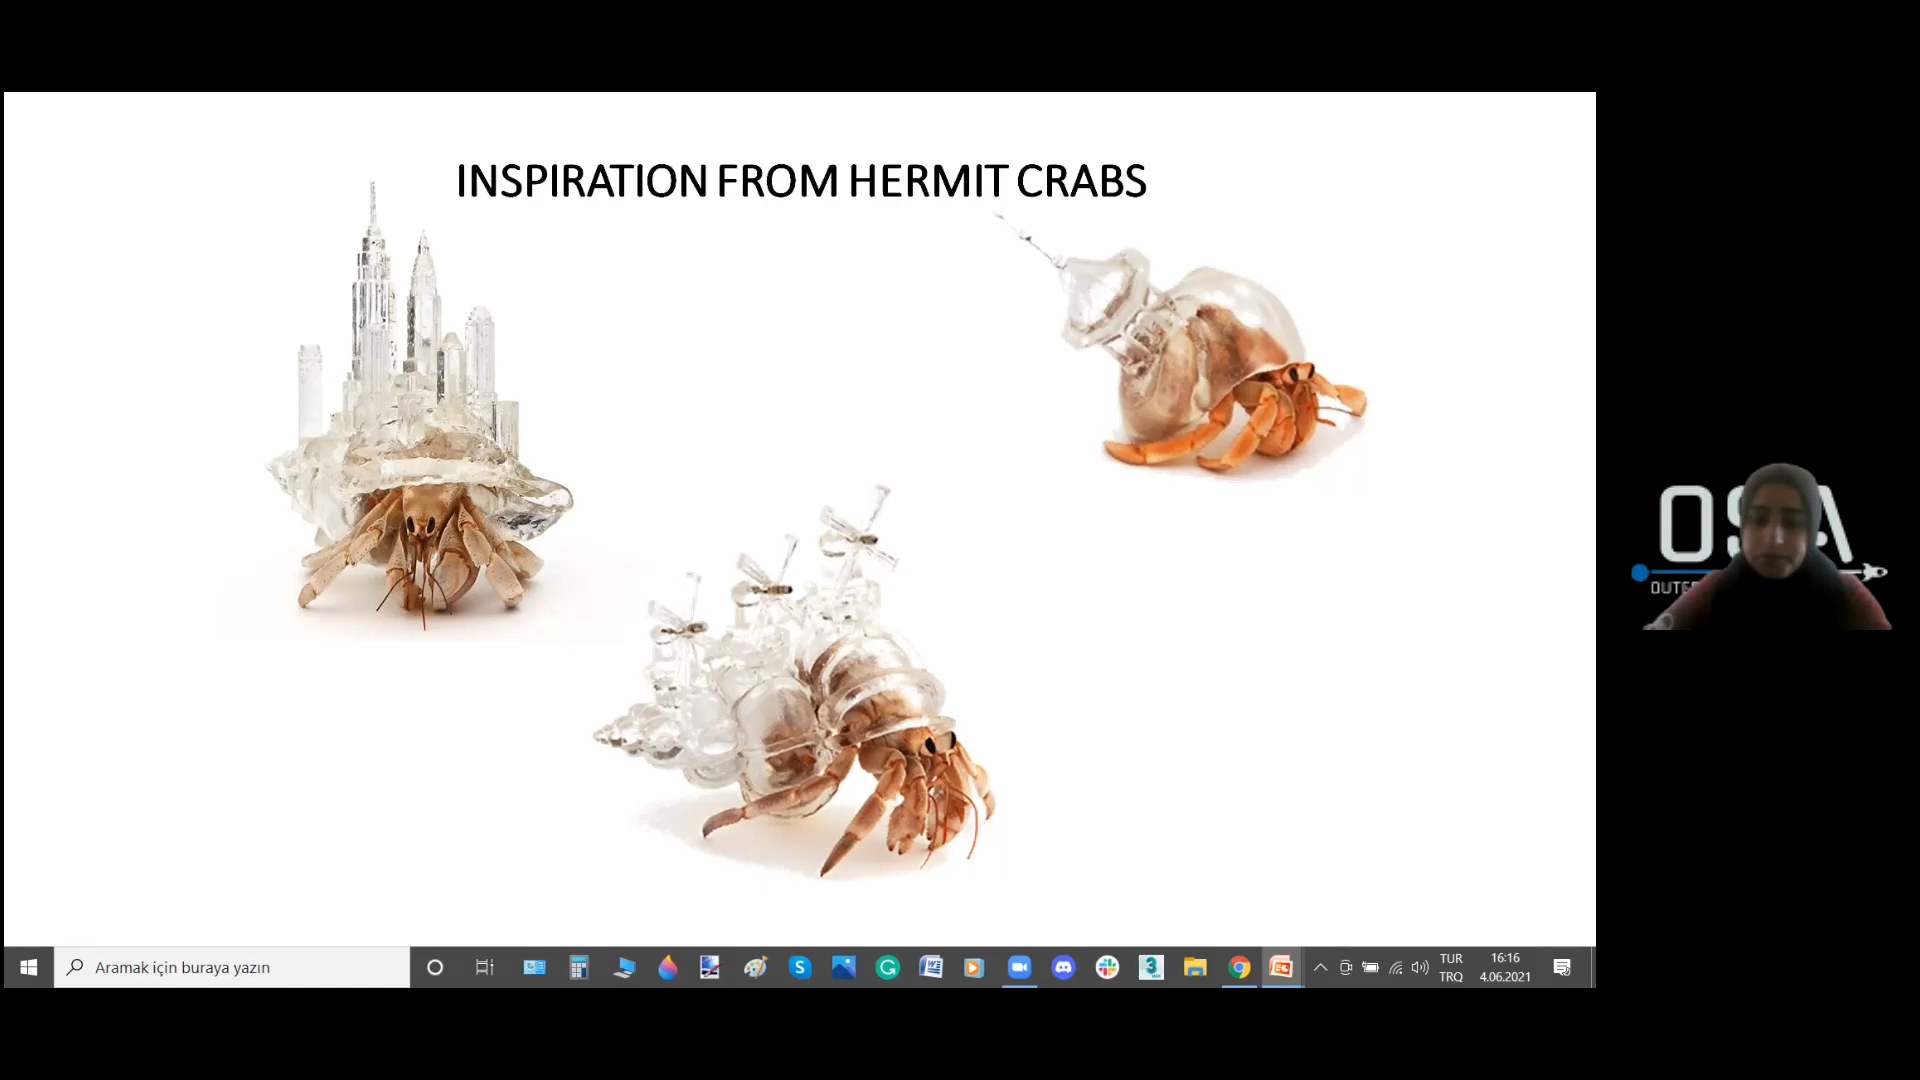 INSPIRATION FROM HERMIT CRABS
OUTE
Aramak için buraya yazın
TUR
TRQ
16:16
4.06.2021